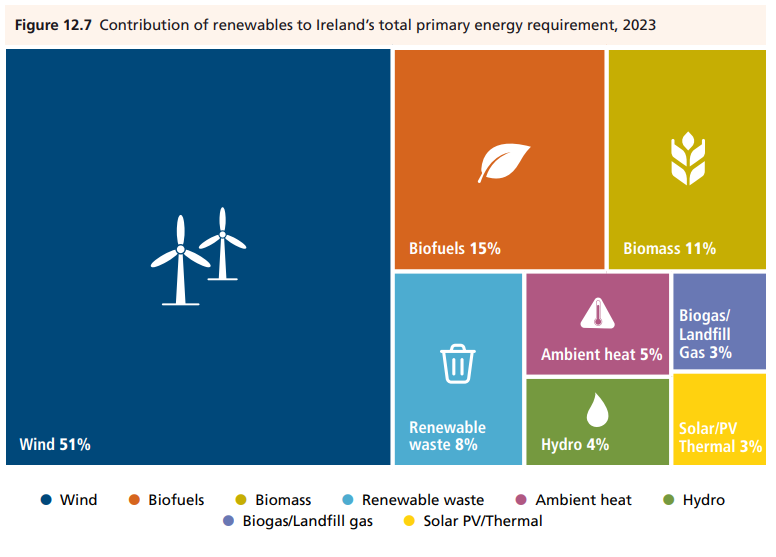 Figure 12.7 Contribution of renewables to Ireland's total primary energy requirement, 2023
Wind 51%
Biofuels 15%
Biomass 11%
Renewable
waste 8%
Ambient heat 5%
Hydro 4%
Biogas/
Landfill
Gas 3%
Solar/PV
Thermal 3%
Wind
Biofuels
Biomass
Renewable waste
Ambient heat
Hydro
Biogas/Landfill gas
Solar PV/Thermal